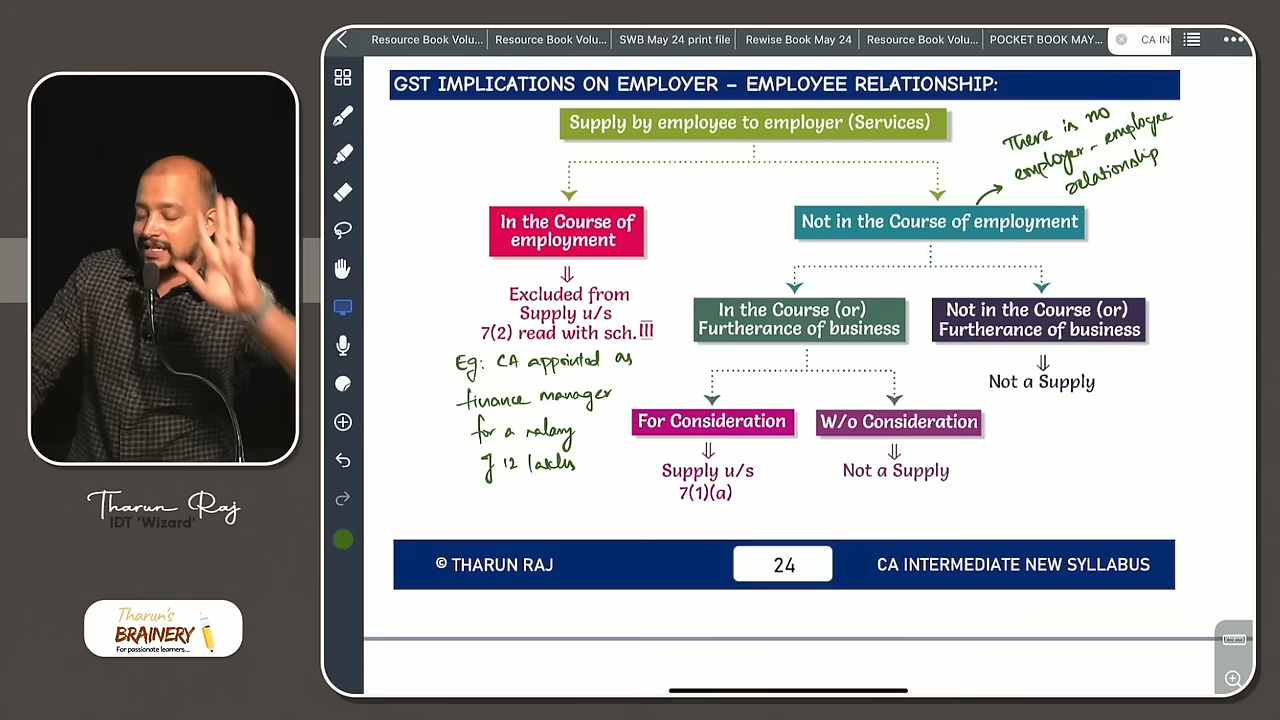 Resource Book Volu...
Resource Book Volu...
SWB May 24 print file
Rewise Book May 24
Resource Book Volu...
POCKET BOOK MAY...
CA IN
GST IMPLICATIONS ON EMPLOYER – EMPLOYEE RELATIONSHIP:
Supply by employee to employer (Services)
There is no
employer - employee
relationship
In the Course of
employment
Not in the Course of employment
Excluded from
Supply u/s
7(2) read with sch. III
Eg: CA appointed as
finance manager
for a salary
of 12 lakhs
In the Course (or)
Furtherance of business
Not in the Course (or)
Furtherance of business
Not a Supply
For Consideration
W/o Consideration
Supply u/s
7(1)(a)
Not a Supply
© THARUN RAJ
24
CA INTERMEDIATE NEW SYLLABUS
Tharun Raj
IDT 'Wizard'
Tharun's
BRAINERY
For passionate learners...